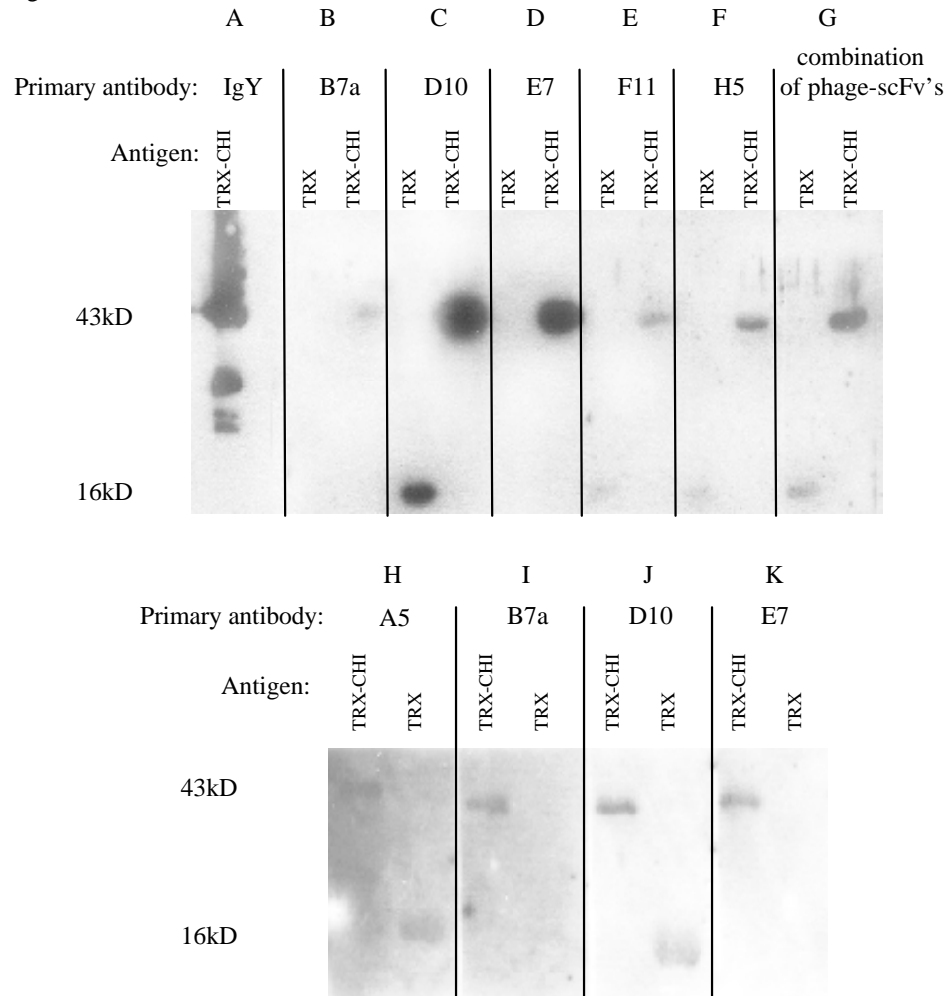 A B C D E F G
combination
Primary antibody: IgY B7a D10 E7 F11 H5 of phage-scFv's
Antigen: TRX-CHI TRX TRX-CHI TRX TRX-CHI TRX TRX-CHI TRX TRX-CHI TRX TRX-CHI TRX TRX-CHI
43kD
16kD
H I J K
Primary antibody: A5 B7a D10 E7
Antigen: TRX-CHI TRX TRX-CHI TRX TRX-CHI TRX TRX-CHI TRX
43kD
16kD